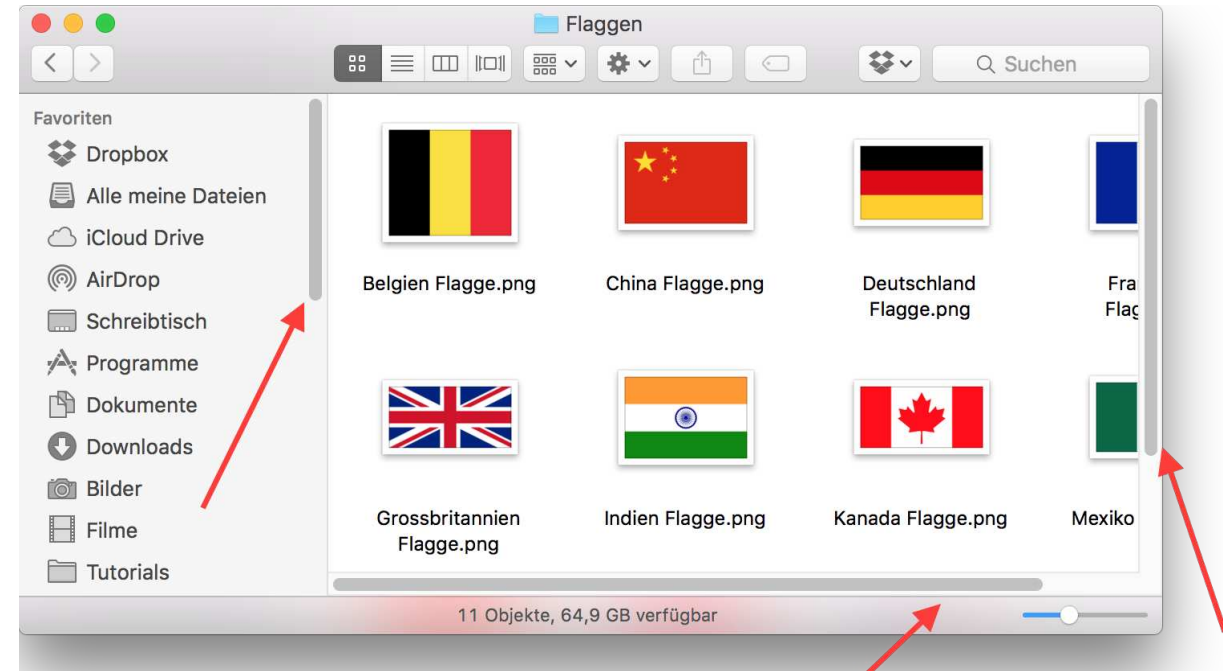 Flaggen
Suchen
Favoriten
Dropbox
Alle meine Dateien
iCloud Drive
AirDrop
Schreibtisch
Programme
Dokumente
Downloads
Bilder
Filme
Tutorials
Belgien Flagge.png
China Flagge.png
Deutschland
Flagge.png
Grossbritannien
Flagge.png
Indien Flagge.png
Kanada Flagge.png
Mexiko
11 Objekte, 64,9 GB verfügbar